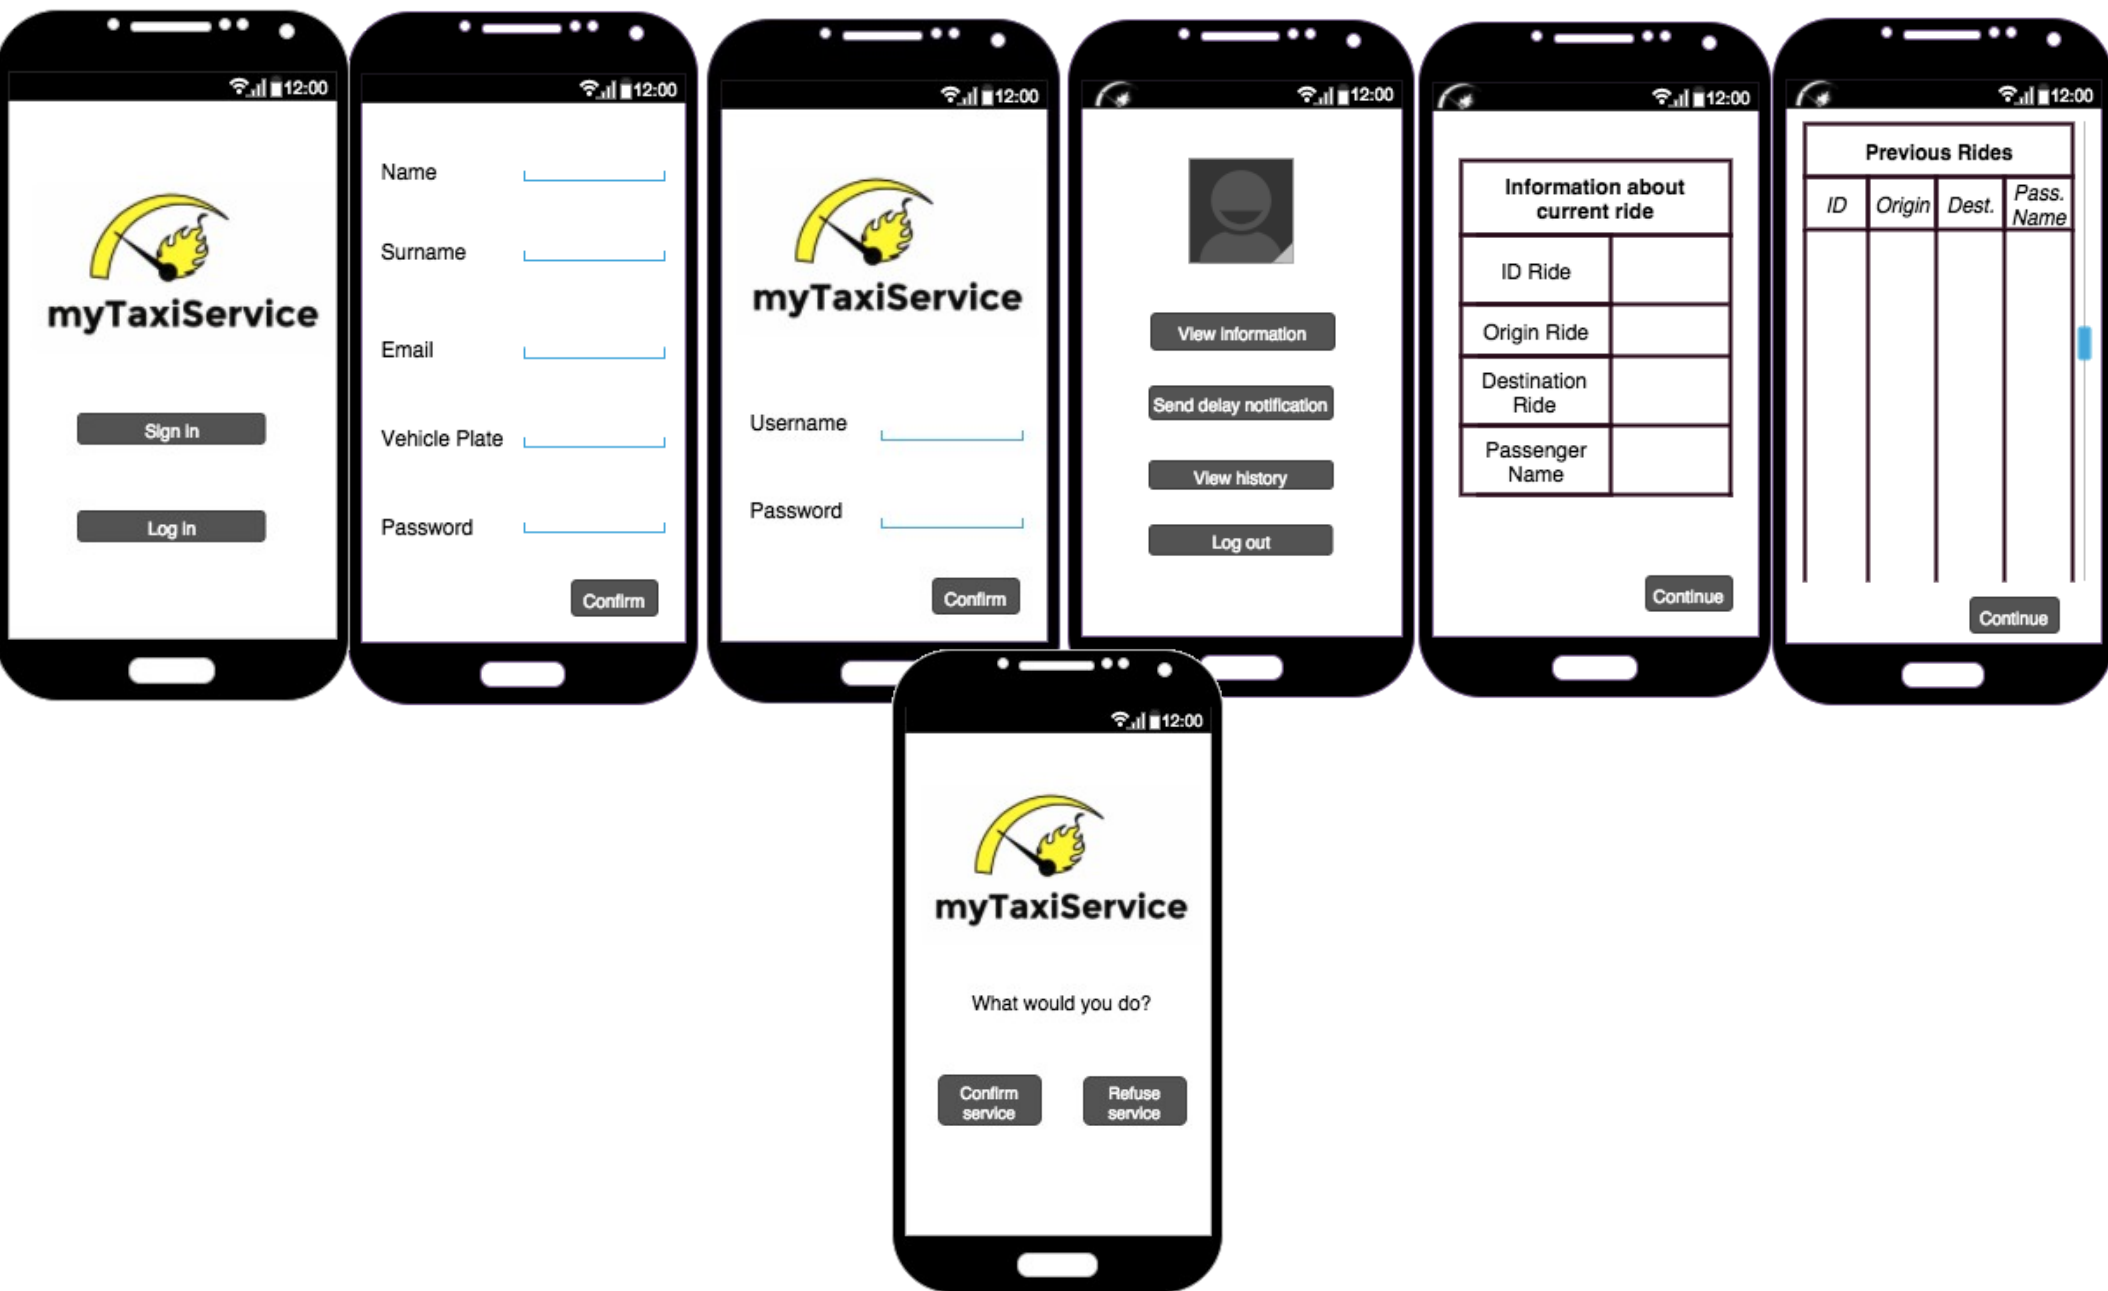 12:00
myTaxiService
Sign in
Log in
12:00
Name
Surname
Email
Vehicle Plate
Password
Confirm
12:00
myTaxiService
Username
Password
Confirm
12:00
View information
Send delay notification
View history
Log out
12:00
Information about
current ride
ID Ride
Origin Ride
Destination
Ride
Passenger
Name
Continue
12:00
Previous Rides
ID Origin Dest. Pass.
Name
Continue
12:00
myTaxiService
What would you do?
Confirm
service
Refuse
service